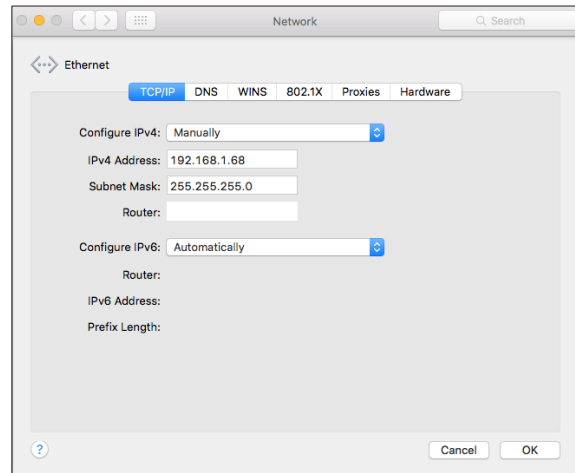 Network
Search
Ethernet
TCP/IP DNS WINS 802.1X Proxies Hardware
Configure IPv4: Manually
IPv4 Address: 192.168.1.68
Subnet Mask: 255.255.255.0
Router:
Configure IPv6: Automatically
Router:
IPv6 Address:
Prefix Length:
? Cancel OK